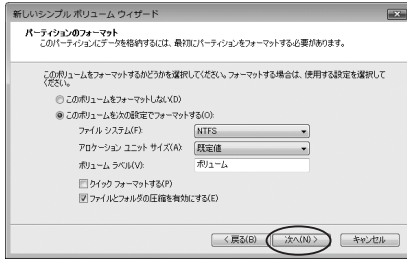 新しいシンプル ボリューム ウィザード
パーティションのフォーマット
このパーティションにデータを格納するには、最初にパーティションをフォーマットする必要があります。
このボリュームをフォーマットするかどうかを選択してください。フォーマットする場合は、使用する設定を選択して
ください。
このボリュームをフォーマットしない(D)
このボリュームを次の設定でフォーマットする(O):
ファイル システム(F): NTFS
アロケーション ユニット サイズ(A): 既定値
ボリューム ラベル(V): ボリューム
クイック フォーマットする(P)
ファイルとフォルダの圧縮を有効にする(E)
< 戻る(B) 次へ(N) > キャンセル